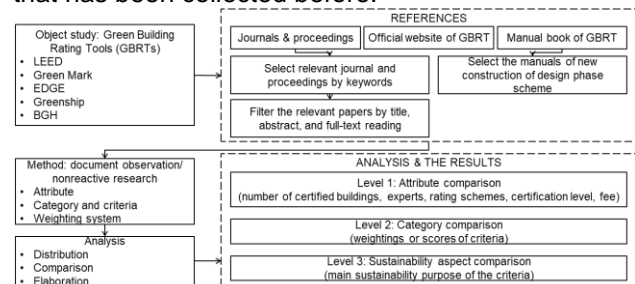 that has been collected before.
Object study: Green Building
Rating Tools (GBRTs)
• LEED
• Green Mark
• EDGE
• Greenship
• BGH
REFERENCES
Journals & proceedings
Official website of GBRT
Manual book of GBRT
Select relevant journal and
proceedings by keywords
Select the manuals of new
construction of design phase
scheme
Filter the relevant papers by title,
abstract, and full-text reading
Method: document observation/
nonreactive research
• Attribute
• Category and criteria
• Weighting system
Analysis
• Distribution
• Comparison
• Elaboration
ANALYSIS & THE RESULTS
Level 1: Attribute comparison
(number of certified buildings, experts, rating schemes, certification level, fee)
Level 2: Category comparison
(weightings or scores of criteria)
Level 3: Sustainability aspect comparison
(main sustainability purpose of the criteria)